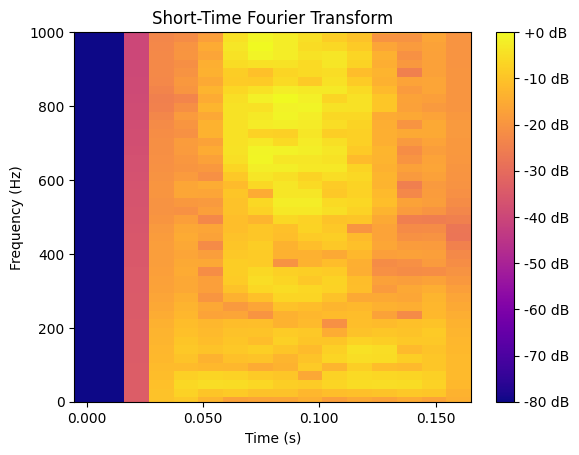 Short-Time Fourier Transform
1000
800
600
400
200
0
Frequency (Hz)
0.000
0.050
0.100
0.150
Time (s)
+0 dB
-10 dB
-20 dB
-30 dB
-40 dB
-50 dB
-60 dB
-70 dB
-80 dB